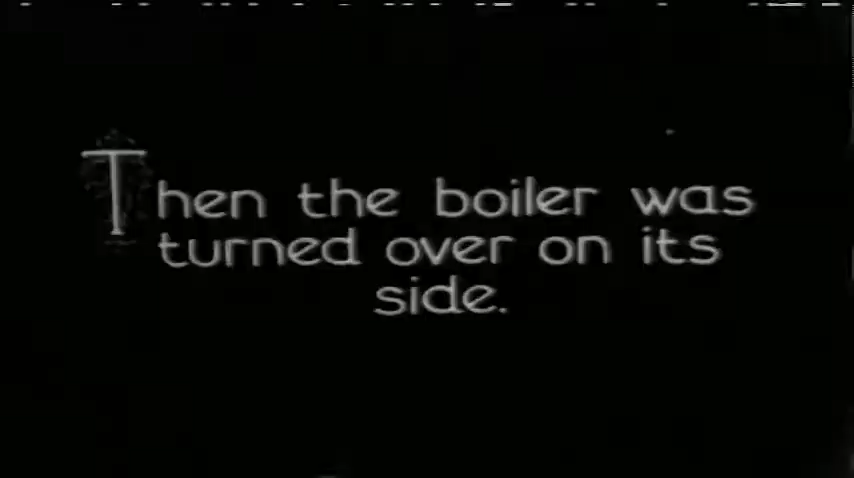 Then the boiler was
turned over on its
side.